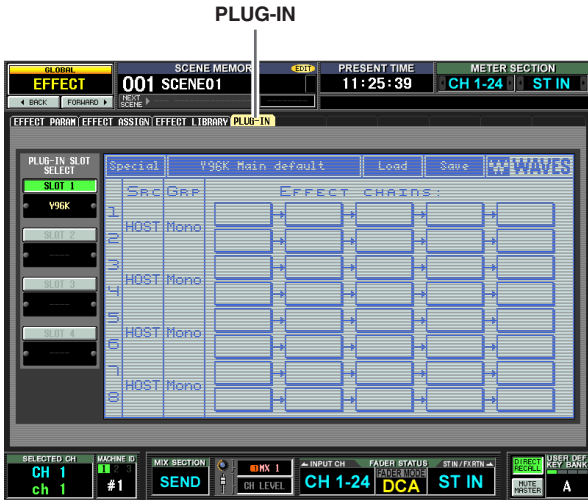 PLUG-IN
GLOBAL
EFFECT
BACK FORWARD
SCENE MEMORY EDIT
001 SCENE01
NEXT SCENE
PRESENT TIME
11:25:39
METER SECTION
CH 1-24 ST IN
EFFECT PARAM EFFECT ASSIGN EFFECT LIBRARY PLUG-IN
PLUG-IN SLOT SELECT
SLOT 1
Y96K
SLOT 2
----
SLOT 3
----
SLOT 4
----
Special Y96K Main default Load Save WAVES
SRC GRP EFFECT CHAINS:
1
HOST Mono
2
3
HOST Mono
4
5
HOST Mono
6
7
HOST Mono
8
SELECTED CH
CH 1
ch 1
MACHINE ID
1 2 3
#1
MIX SECTION
SEND
MX 1
CH LEVEL
INPUT CH FADER STATUS ST IN / FX RTN
CH 1-24
FADER MODE
DCA
ST IN
DIRECT RECALL
MUTE MASTER
USER DEF
KEY BANK
A